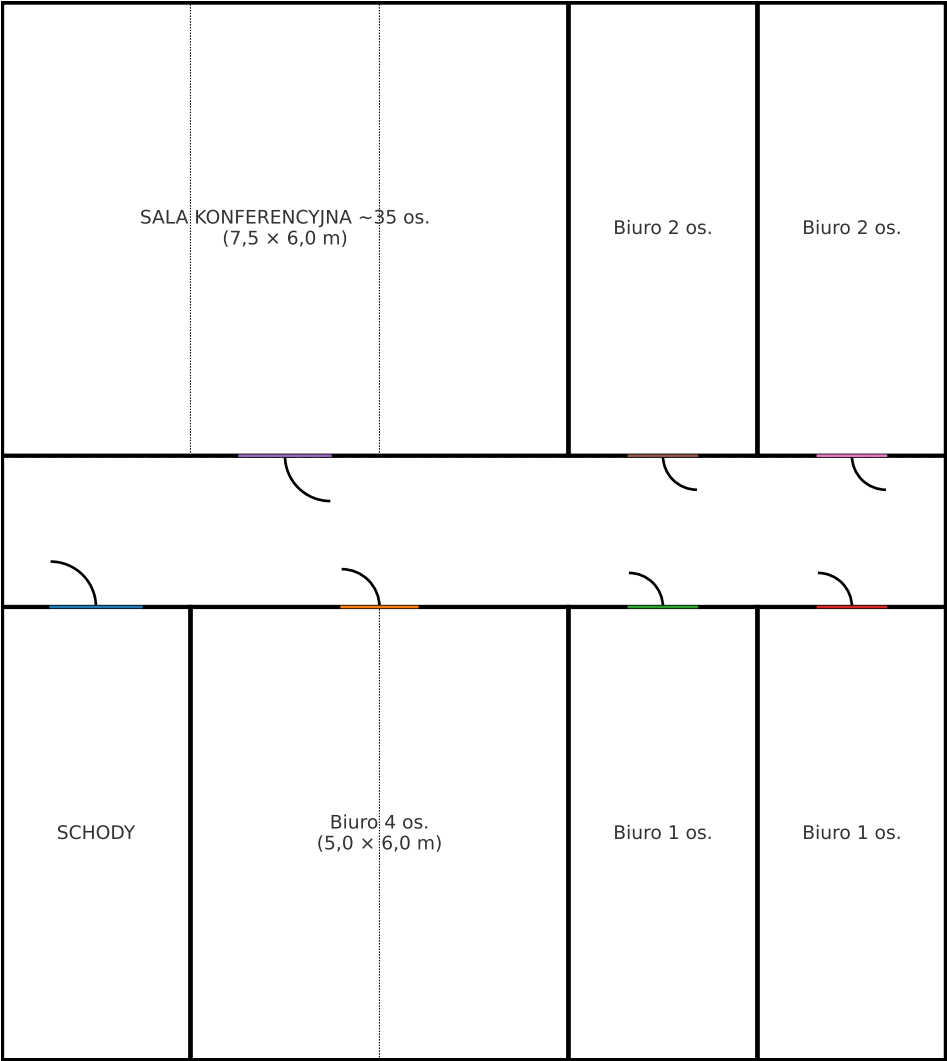 SALA KONFERENCYJNA ~35 os.
(7,5 × 6,0 m)
Biuro 2 os.
Biuro 2 os.
SCHODY
Biuro 4 os.
(5,0 × 6,0 m)
Biuro 1 os.
Biuro 1 os.